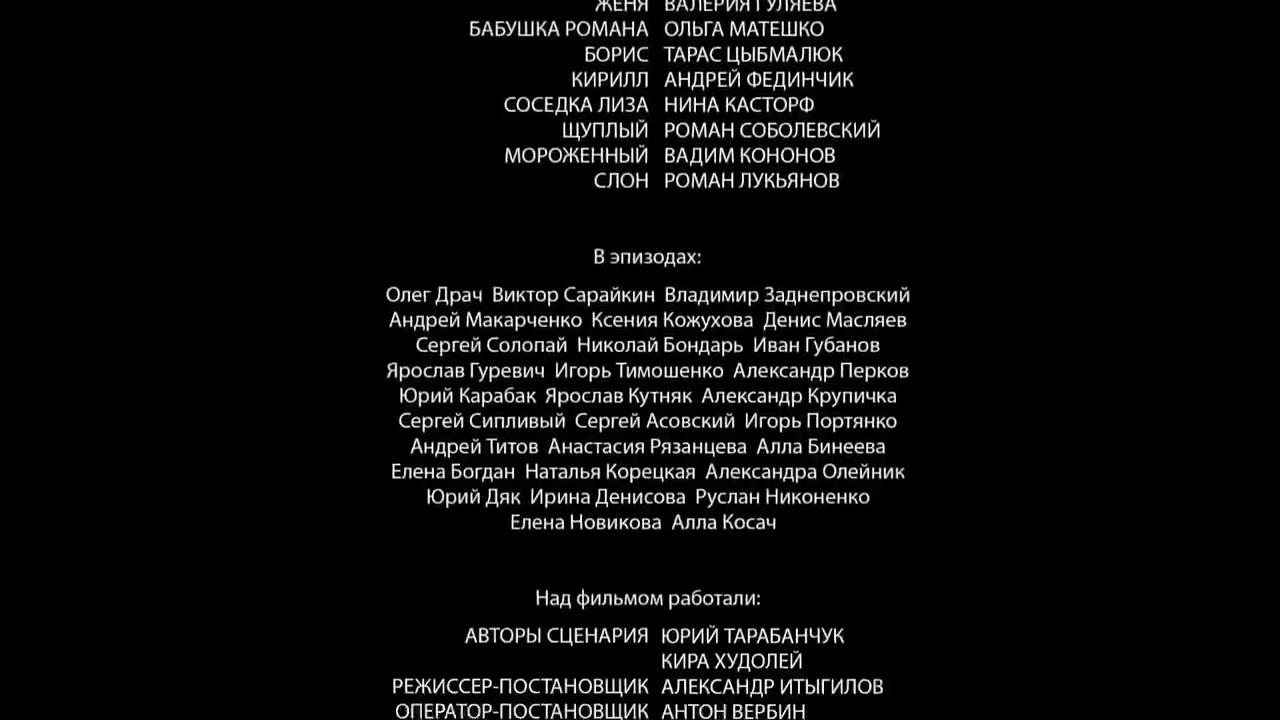 ЖЕНЯ ВАЛЕРИЯ ГУЛЯЕВА
БАБУШКА РОМАНА ОЛЬГА МАТЕШКО
БОРИС ТАРАС ЦЫБМАЛЮК
КИРИЛЛ АНДРЕЙ ФЕДИНЧИК
СОСЕДКА ЛИЗА НИНА КАСТОРФ
ЩУПЛЫЙ РОМАН СОБОЛЕВСКИЙ
МОРОЖЕННЫЙ ВАДИМ КОНОНОВ
СЛОН РОМАН ЛУКЬЯНОВ
В эпизодах:
Олег Драч Виктор Сарайкин Владимир Заднепровский
Андрей Макарченко Ксения Кожухова Денис Масляев
Сергей Солопай Николай Бондарь Иван Губанов
Ярослав Гуревич Игорь Тимошенко Александр Перков
Юрий Карабак Ярослав Кутняк Александр Крупичка
Сергей Сипливый Сергей Асовский Игорь Портянко
Андрей Титов Анастасия Рязанцева Алла Бинеева
Елена Богдан Наталья Корецкая Александра Олейник
Юрий Дяк Ирина Денисова Руслан Никоненко
Елена Новикова Алла Косач
Над фильмом работали:
АВТОРЫ СЦЕНАРИЯ ЮРИЙ ТАРАБАНЧУК
КИРА ХУДОЛЕЙ
РЕЖИССЕР-ПОСТАНОВЩИК АЛЕКСАНДР ИТЫГИЛОВ
ОПЕРАТОР-ПОСТАНОВЩИК АНТОН ВЕРБИН